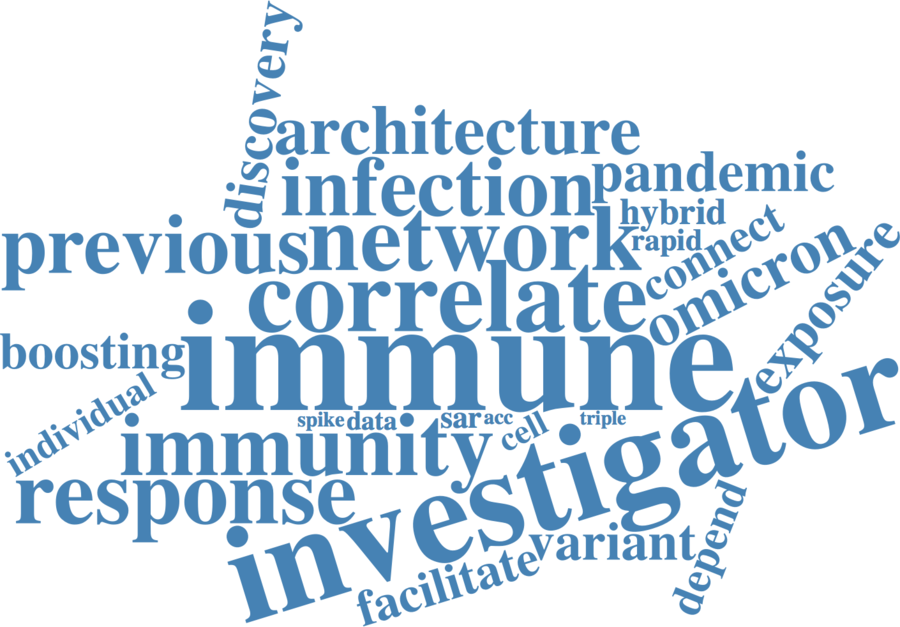 discovery
architecture
infection
pandemic
hybrid
previous
network
rapid
connect
correlate
omicron
exposure
immune
boosting
individual
spike
data
sar
acc
cell
triple
immunity
investigator
response
variant
depend
facilitate